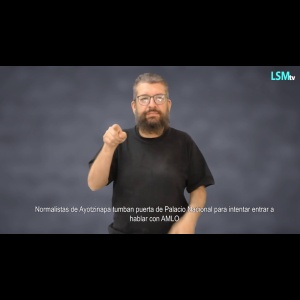 LSMtv
Normalistas de Ayotzinapa tumban puerta de Palacio Nacional para intentar entrar a
hablar con AMLO